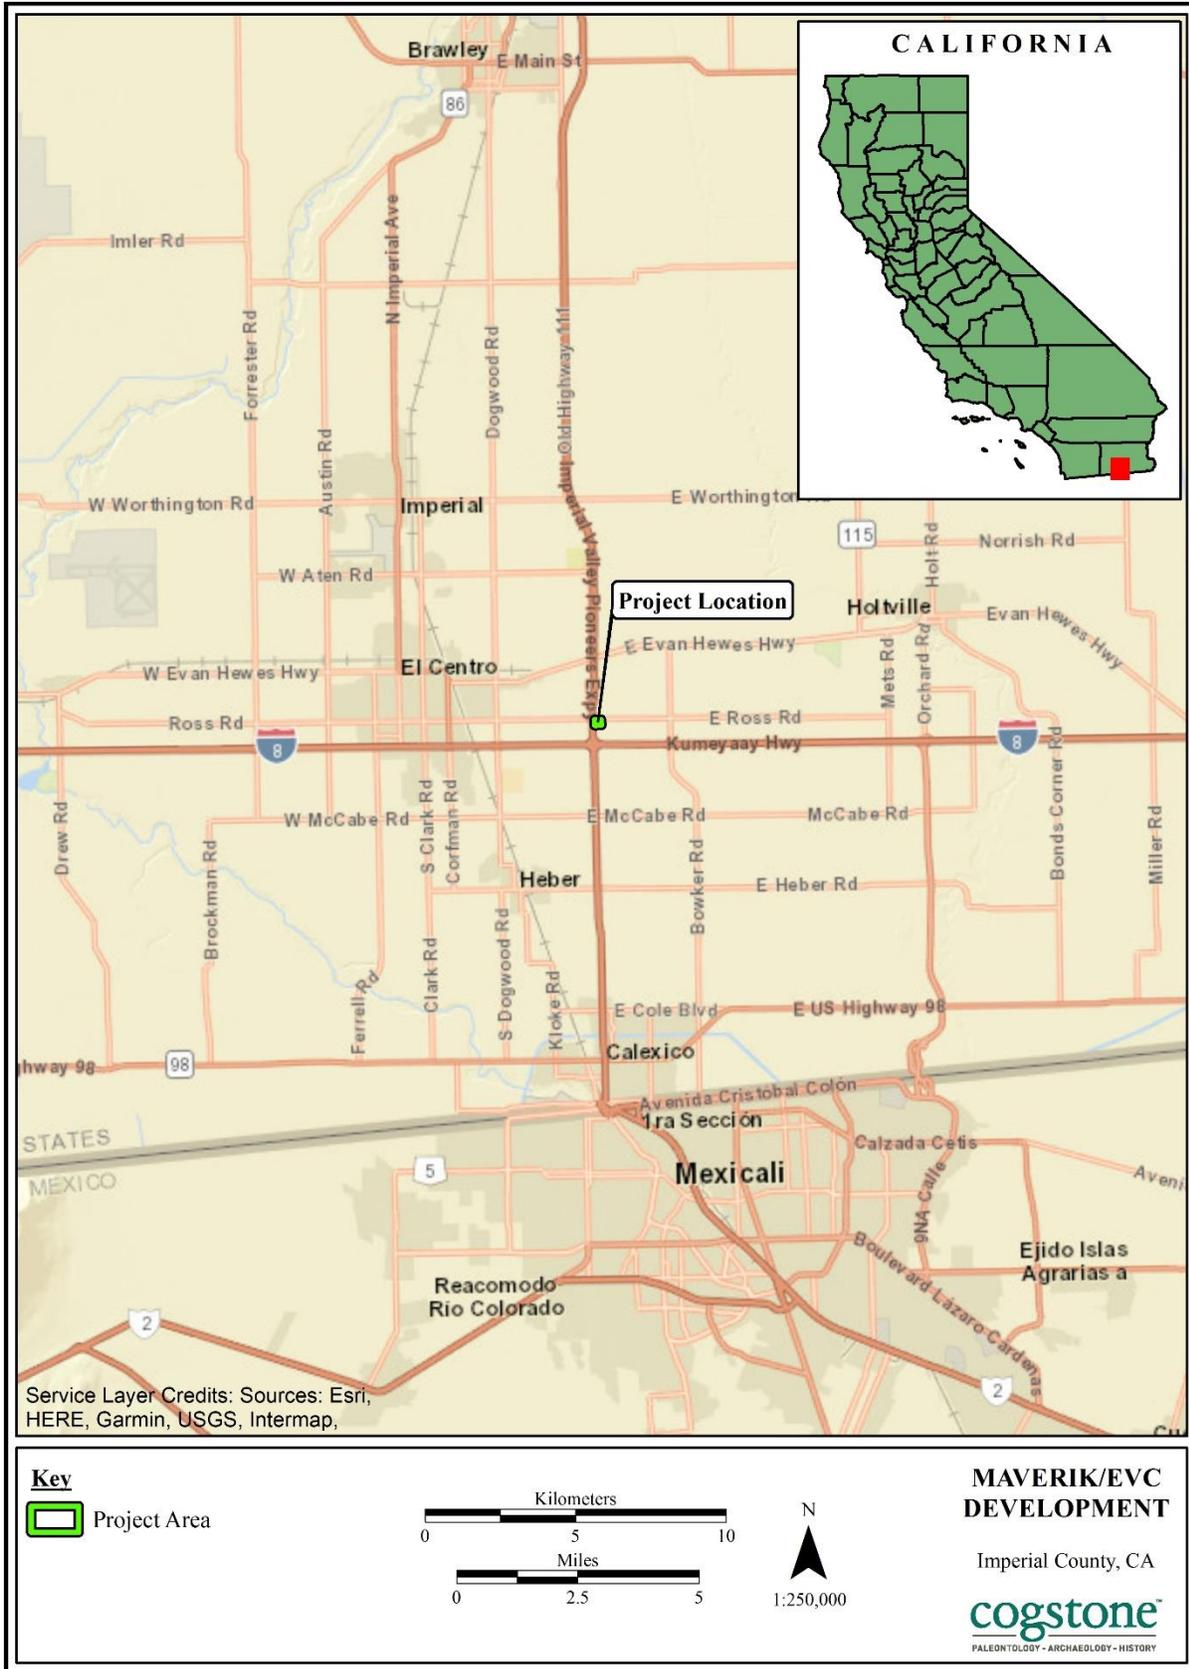 CALIFORNIA
Brawley
E Main St
86
Imler Rd
N Imperial Ave
Forrester Rd
Old Highway 111
Dogwood Rd
Austin Rd
W Worthington Rd
Imperial
E Worthington
115
Norrish Rd
Holt Rd
Imperial Valley Pioneers Expy
W Aten Rd
Project Location
Holtville
Evan Hewes Hwy
E Evan Hewes Hwy
W Evan Hewes Hwy
El Centro
Mets Rd
Orchard Rd
Ross Rd
E Ross Rd
8
Kumeyaay Hwy
8
Bonds Corner Rd
Drew Rd
W McCabe Rd
S Clark Rd
Corfman Rd
E McCabe Rd
McCabe Rd
Miller Rd
Brockman Rd
Heber
E Heber Rd
Bowker Rd
Clark Rd
S Dogwood Rd
Ferrell Rd
Kloke Rd
E Cole Blvd
E US Highway 98
hway 98
98
Calexico
Avenida Cristobal Colón
1ra Sección
STATES
MEXICO
5
Mexicali
Calzada Cetis
Aveni
9NA Calle
Boulevard Lázaro Cardenas
Ejido Islas
Agrarias a
Reacomodo
Río Colorado
2
2
Service Layer Credits: Sources: Esri,
HERE, Garmin, USGS, Intermap,
Key
Project Area
Kilometers
0 5 10
Miles
0 2.5 5
N
1:250,000
MAVERIK/EVC
DEVELOPMENT
Imperial County, CA
cogstone™
PALEONTOLOGY - ARCHAEOLOGY - HISTORY